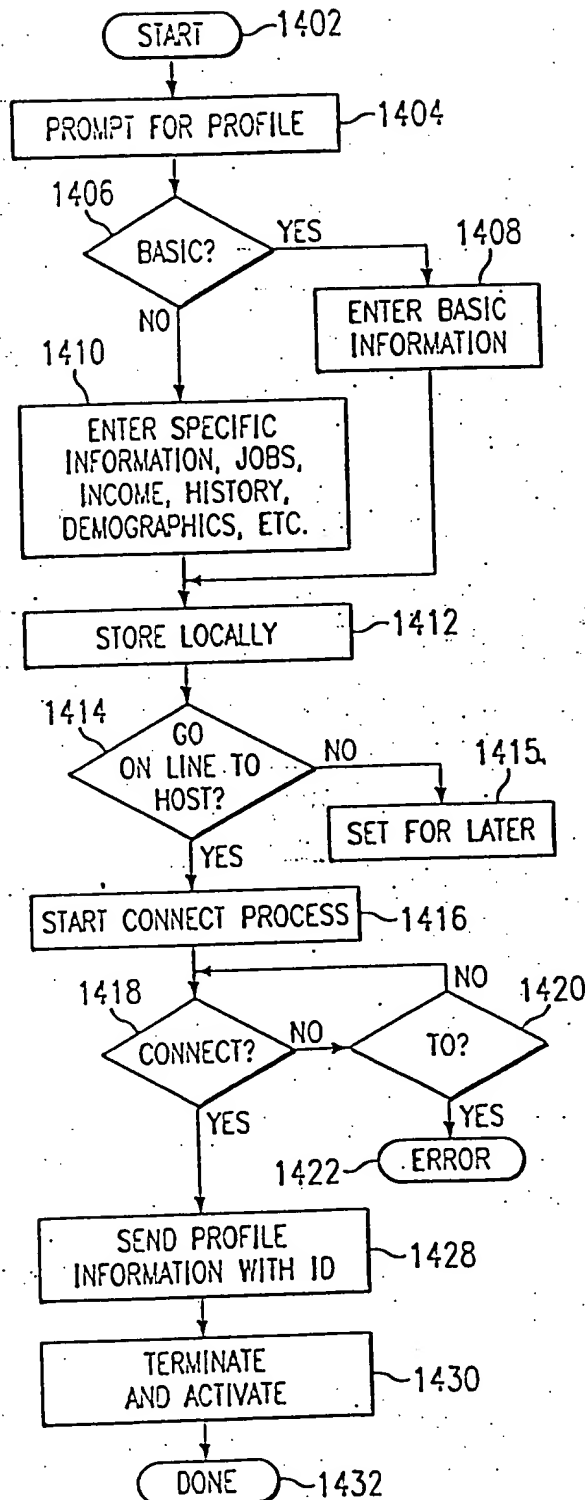 START
1402
PROMPT FOR PROFILE
1404
1406
BASIC?
YES
1408
NO
ENTER BASIC
INFORMATION
1410
ENTER SPECIFIC
INFORMATION, JOBS,
INCOME, HISTORY,
DEMOGRAPHICS, ETC.
STORE LOCALLY
1412
1414
GO
ON LINE TO
HOST?
NO
1415
SET FOR LATER
YES
START CONNECT PROCESS
1416
NO
1418
1420
CONNECT?
NO
TO?
YES
YES
1422
ERROR
SEND PROFILE
INFORMATION WITH ID
1428
TERMINATE
AND ACTIVATE
1430
DONE
1432